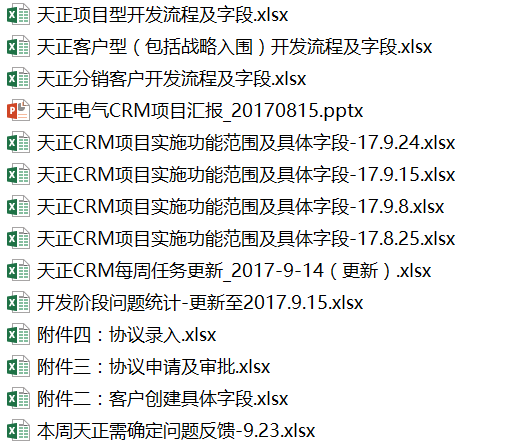 天正项目型开发流程及字段.xlsx
天正客户型（包括战略入围）开发流程及字段.xlsx
天正分销客户开发流程及字段.xlsx
天正电气CRM项目汇报_20170815.pptx
天正CRM项目实施功能范围及具体字段-17.9.24.xlsx
天正CRM项目实施功能范围及具体字段-17.9.15.xlsx
天正CRM项目实施功能范围及具体字段-17.9.8.xlsx
天正CRM项目实施功能范围及具体字段-17.8.25.xlsx
天正CRM每周任务更新_2017-9-14（更新）.xlsx
开发阶段问题统计-更新至2017.9.15.xlsx
附件四：协议录入.xlsx
附件三：协议申请及审批.xlsx
附件二：客户创建具体字段.xlsx
本周天正需确定问题反馈-9.23.xlsx